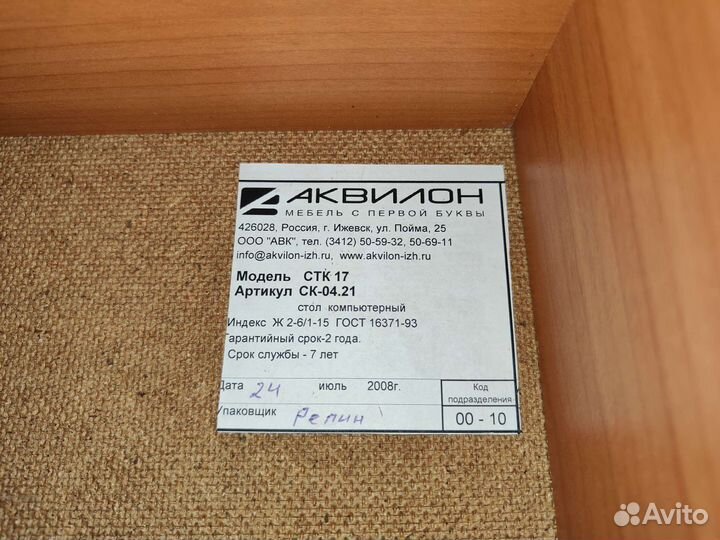 АКВИЛОН
МЕБЕЛЬ С ПЕРВОЙ БУКВЫ
426028, Россия, г. Ижевск, ул. Пойма, 25
ООО "АВК", тел. (3412) 50-59-32, 50-69-11
info@akvilon-izh.ru, www.akvilon-izh.ru
Модель СТК 17
Артикул СК-04.21
стол компьютерный
Индекс Ж 2-6/1-15 ГОСТ 16371-93
Гарантийный срок-2 года.
Срок службы - 7 лет
Дата 24 июль 2008г.
Код подразделения
Упаковщик Репин
00 - 10
Avito